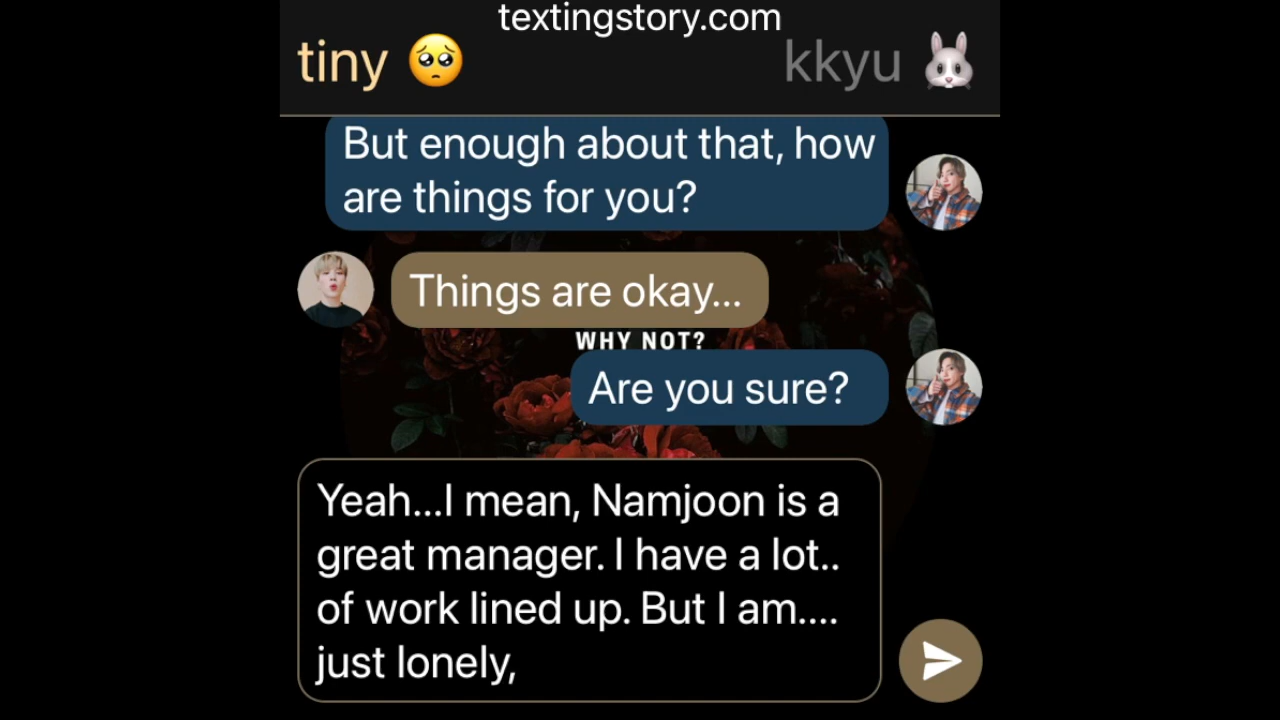 textingstory.com
tiny 🥺 kkyu 🐰
But enough about that, how
are things for you?
Things are okay...
WHY NOT?
Are you sure?
Yeah...I mean, Namjoon is a
great manager. I have a lot..
of work lined up. But I am....
just lonely,